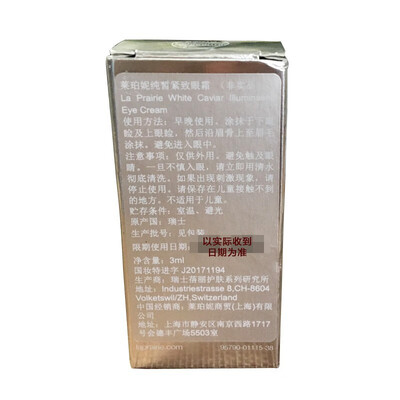 莱珀妮纯皙紧致眼霜
La Prairie White Caviar Illuminating
Eye Cream
使用方法：早晚使用，涂抹于下眼
睑及上眼睑，然后沿眉骨上
涂抹，避免进入眼中。
注意事项：仅供外用。避免触及眼
睛，一旦不慎入眼，请立即用清水
彻底清洗。如果出现刺激现象，请
停止使用。请保存在儿童接触不到
的地方。不适用于儿童。
贮存条件：室温、避光
原产国：瑞士
生产批号：见包装
限期使用日期：
以实际收到
日期为准
净含量：3ml
国妆特进字 J20171194
生产商：瑞士蓓丽护肤系列研究所
地址：Industriestrasse 8,CH-8604
Volketswil/ZH,Switzerland
中国经销商：莱珀妮商贸(上海)有限
公司
地址：上海市静安区南京西路1717
号会德丰广场5503室
95790-01115-38